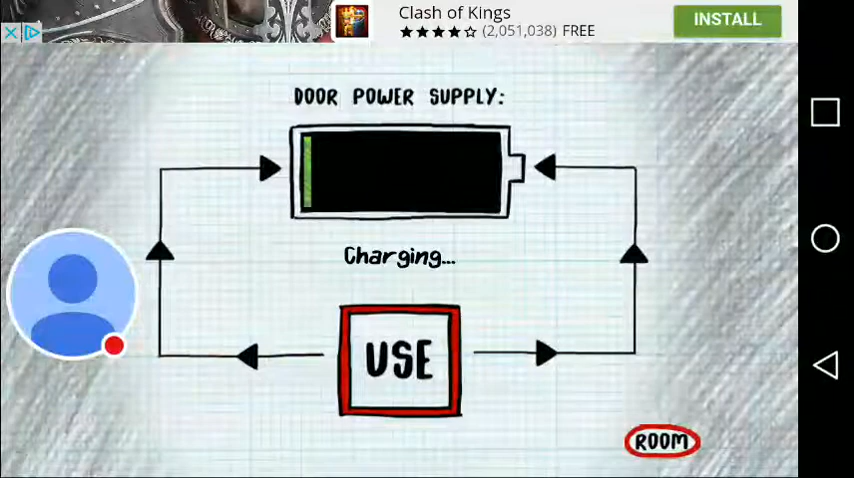 Clash of Kings
(2,051,038) FREE
INSTALL
DOOR POWER SUPPLY:
Charging...
USE
ROOM